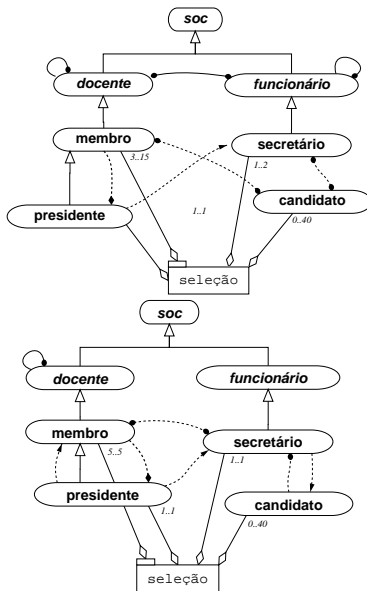 soc
docente
funcionário
membro
secretário
3..15
1..2
candidato
presidente
1..1
0..40
seleção
soc
docente
funcionário
membro
secretário
5..5
1..1
presidente
candidato
1..1
0..40
seleção